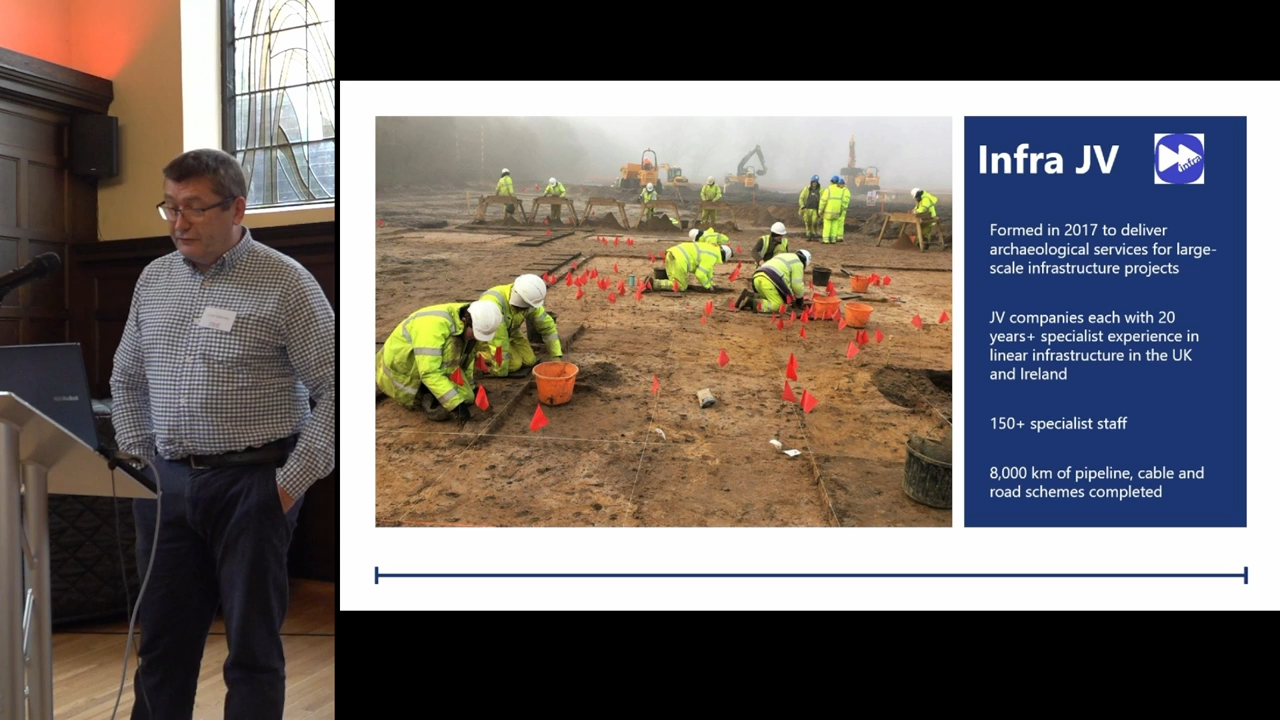 Infra JV
infra
Formed in 2017 to deliver
archaeological services for large-
scale infrastructure projects
JV companies each with 20
years+ specialist experience in
linear infrastructure in the UK
and Ireland
150+ specialist staff
8,000 km of pipeline, cable and
road schemes completed